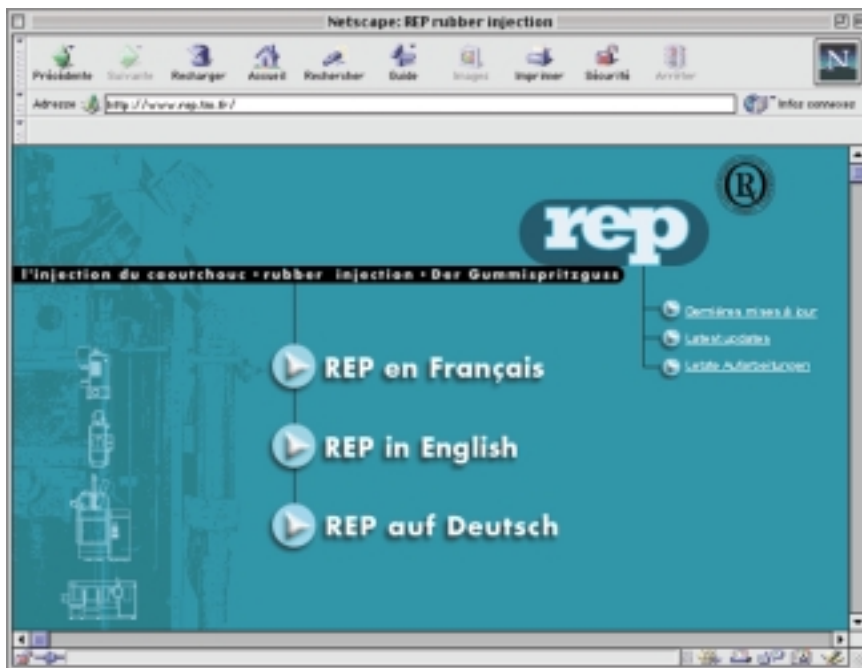 Netscape: REP rubber injection
Précédente Suivante Recharger Accueil Rechercher Guide Images Imprimer Sécurité Arrêter
N
Adresse http://www.rep.tm.fr/ Infos connexes
R
rep
l'injection du caoutchouc • rubber injection • Der Gummispritzguss
Dernières mises à jour
Latest updates
Letzte Aufarbeitungen
REP en Français
REP in English
REP auf Deutsch